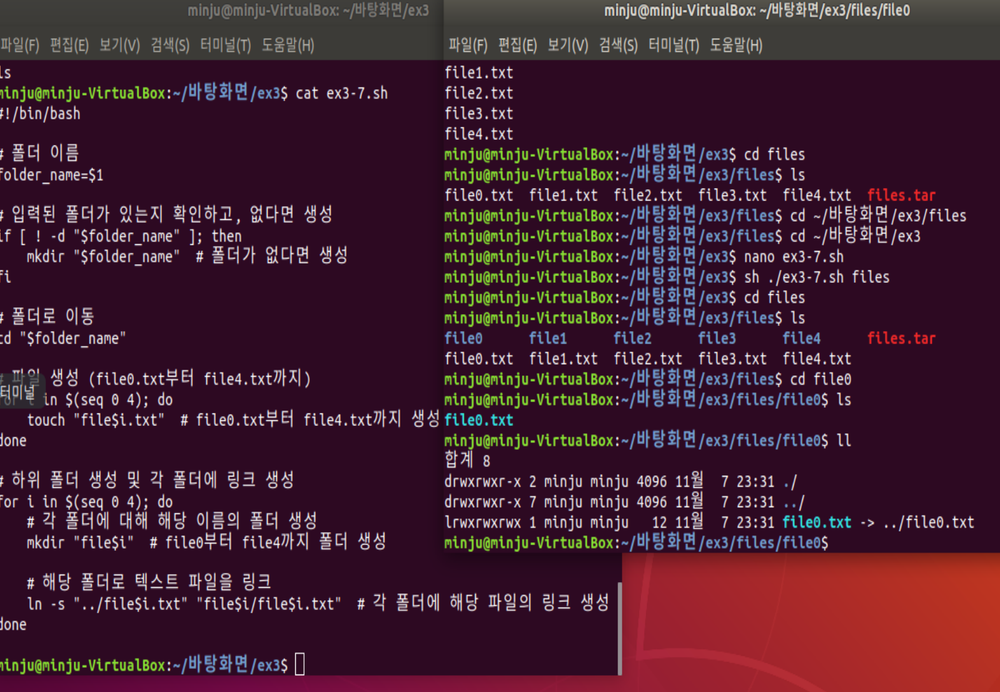 minju@minju-VirtualBox: ~/바탕화면/ex3
파일(F) 편집(E) 보기(V) 검색(S) 터미널(T) 도움말(H)
ls
minju@minju-VirtualBox:~/바탕화면/ex3$ cat ex3-7.sh
#!/bin/bash
# 폴더 이름
folder_name=$1
# 입력된 폴더가 있는지 확인하고, 없다면 생성
if [ ! -d "$folder_name" ]; then
    mkdir "$folder_name"  # 폴더가 없다면 생성
fi
# 폴더로 이동
cd "$folder_name"
# 파일 생성 (file0.txt부터 file4.txt까지)
터미널
for i in $(seq 0 4); do
    touch "file$i.txt"  # file0.txt부터 file4.txt까지 생성
done
# 하위 폴더 생성 및 각 폴더에 링크 생성
for i in $(seq 0 4); do
    # 각 폴더에 대해 해당 이름의 폴더 생성
    mkdir "file$i"  # file0부터 file4까지 폴더 생성
    # 해당 폴더로 텍스트 파일을 링크
    ln -s "../file$i.txt" "file$i/file$i.txt"  # 각 폴더에 해당 파일의 링크 생성
done
minju@minju-VirtualBox:~/바탕화면/ex3$
minju@minju-VirtualBox: ~/바탕화면/ex3/files/file0
파일(F) 편집(E) 보기(V) 검색(S) 터미널(T) 도움말(H)
file1.txt
file2.txt
file3.txt
file4.txt
minju@minju-VirtualBox:~/바탕화면/ex3$ cd files
minju@minju-VirtualBox:~/바탕화면/ex3/files$ ls
file0.txt  file1.txt  file2.txt  file3.txt  file4.txt  files.tar
minju@minju-VirtualBox:~/바탕화면/ex3/files$ cd ~/바탕화면/ex3/files
minju@minju-VirtualBox:~/바탕화면/ex3/files$ cd ~/바탕화면/ex3
minju@minju-VirtualBox:~/바탕화면/ex3$ nano ex3-7.sh
minju@minju-VirtualBox:~/바탕화면/ex3$ sh ./ex3-7.sh files
minju@minju-VirtualBox:~/바탕화면/ex3$ cd files
minju@minju-VirtualBox:~/바탕화면/ex3/files$ ls
file0      file1      file2      file3      file4      files.tar
file0.txt  file1.txt  file2.txt  file3.txt  file4.txt
minju@minju-VirtualBox:~/바탕화면/ex3/files$ cd file0
minju@minju-VirtualBox:~/바탕화면/ex3/files/file0$ ls
file0.txt
minju@minju-VirtualBox:~/바탕화면/ex3/files/file0$ ll
합계 8
drwxrwxr-x 2 minju minju 4096 11월  7 23:31 ./
drwxrwxr-x 7 minju minju 4096 11월  7 23:31 ../
lrwxrwxrwx 1 minju minju   12 11월  7 23:31 file0.txt -> ../file0.txt
minju@minju-VirtualBox:~/바탕화면/ex3/files/file0$